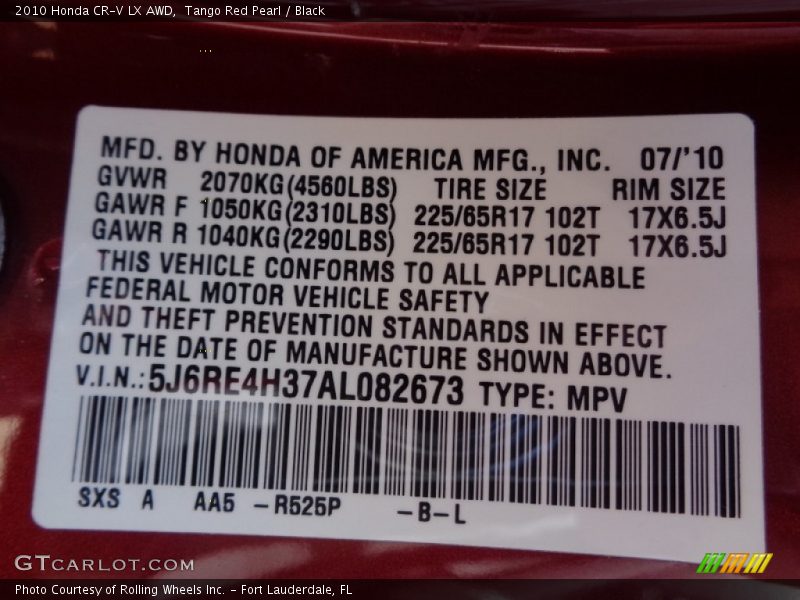 2010 Honda CR-V LX AWD,  Tango Red Pearl / Black
MFD. BY HONDA OF AMERICA MFG., INC. 07/'10
GVWR 2070KG(4560LBS) TIRE SIZE RIM SIZE
GAWR F 1050KG(2310LBS) 225/65R17 102T 17X6.5J
GAWR R 1040KG(2290LBS) 225/65R17 102T 17X6.5J
THIS VEHICLE CONFORMS TO ALL APPLICABLE
FEDERAL MOTOR VEHICLE SAFETY
AND THEFT PREVENTION STANDARDS IN EFFECT
ON THE DATE OF MANUFACTURE SHOWN ABOVE.
V.I.N.:5J6RE4H37AL082673 TYPE: MPV
SXS A AA5 -R525P -B-L
GTCARLOT.COM
Photo Courtesy of Rolling Wheels Inc. - Fort Lauderdale, FL